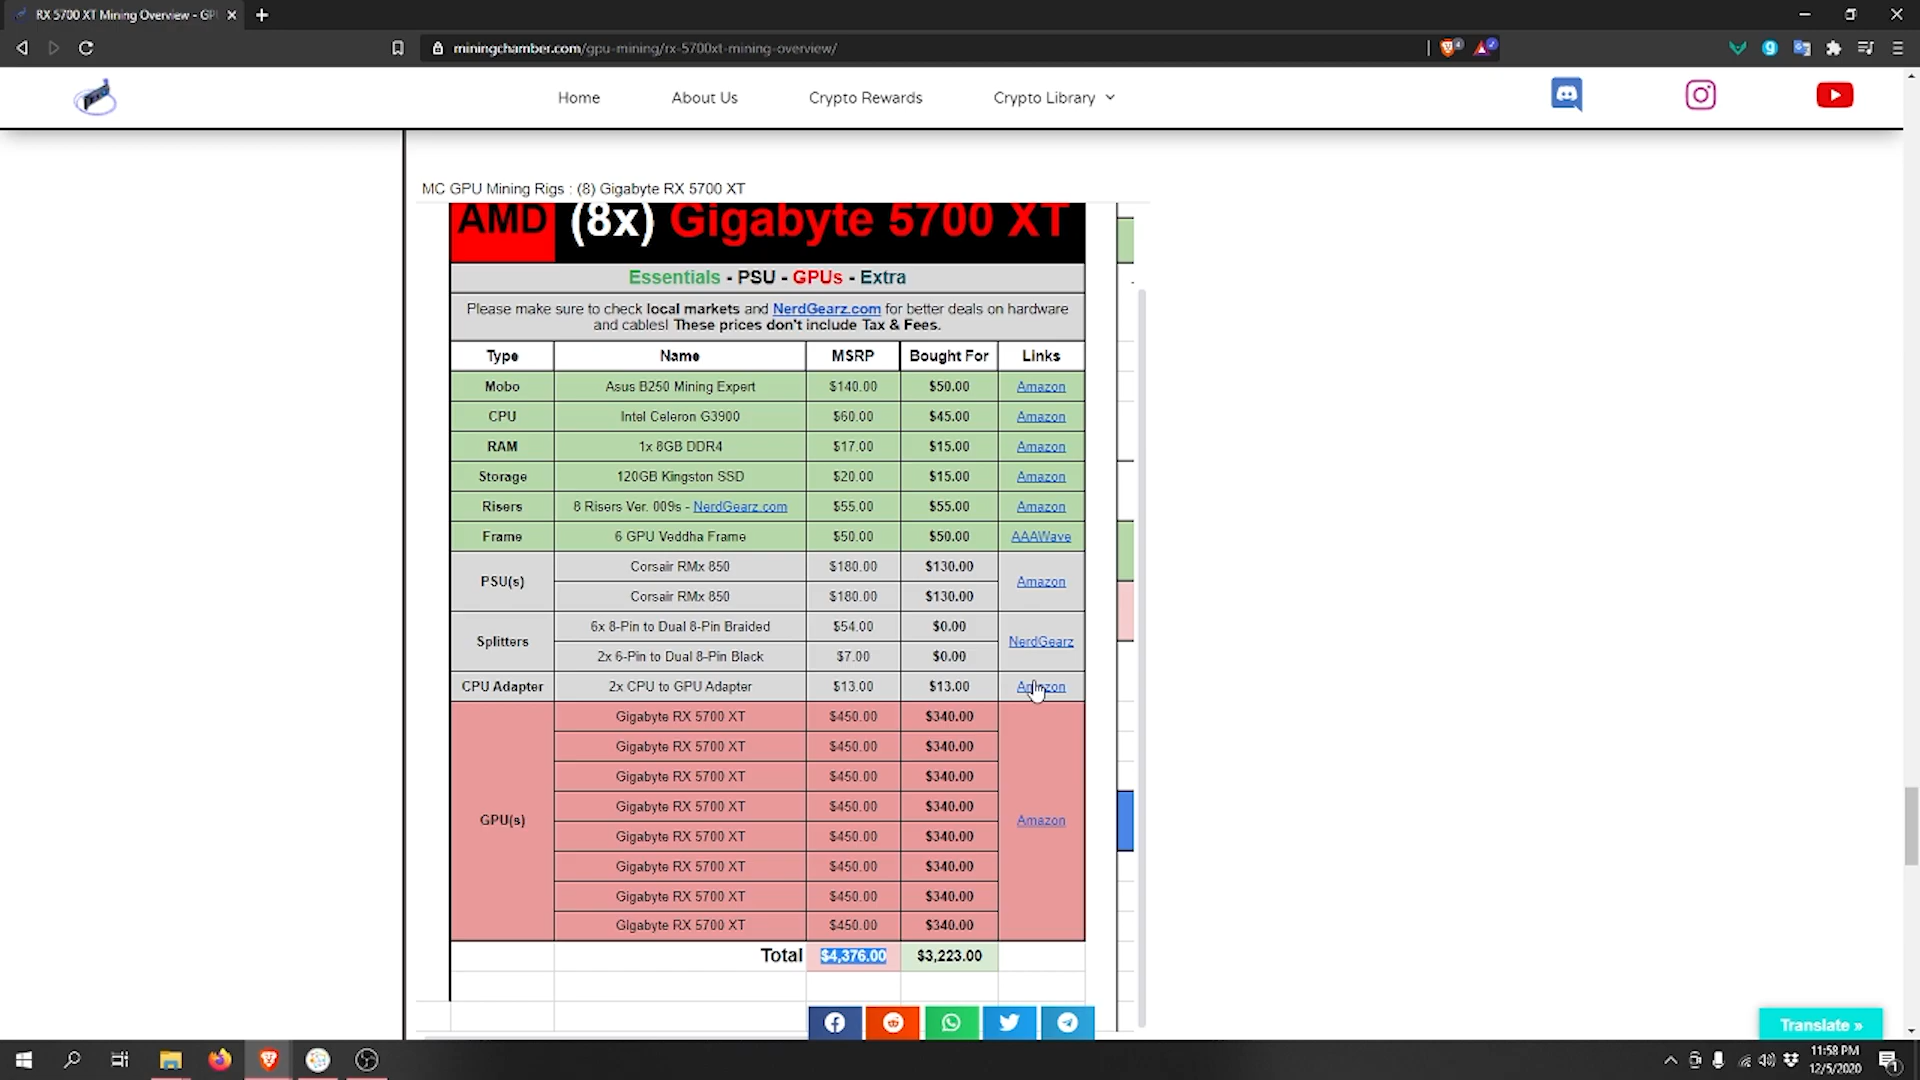 RX 5700 XT Mining Overview - GPU
miningchamber.com/gpu-mining/rx-5700xt-mining-overview/
Home About Us Crypto Rewards Crypto Library
MC GPU Mining Rigs : (8) Gigabyte RX 5700 XT
AMD (8x) Gigabyte 5700 XT
Essentials - PSU - GPUs - Extra
Please make sure to check local markets and NerdGearz.com for better deals on hardware
and cables! These prices don't include Tax & Fees.
Type Name MSRP Bought For Links
Mobo Asus B250 Mining Expert $140.00 $50.00 Amazon
CPU Intel Celeron G3900 $60.00 $45.00 Amazon
RAM 1x 8GB DDR4 $17.00 $15.00 Amazon
Storage 120GB Kingston SSD $20.00 $15.00 Amazon
Risers 8 Risers Ver. 009s - NerdGearz.com $55.00 $55.00 Amazon
Frame 6 GPU Veddha Frame $50.00 $50.00 AAAWave
PSU(s) Corsair RMx 850 $180.00 $130.00 Amazon
Corsair RMx 850 $180.00 $130.00
Splitters 6x 8-Pin to Dual 8-Pin Braided $54.00 $0.00 NerdGearz
2x 6-Pin to Dual 8-Pin Black $7.00 $0.00
CPU Adapter 2x CPU to GPU Adapter $13.00 $13.00 Amazon
Gigabyte RX 5700 XT $450.00 $340.00
Gigabyte RX 5700 XT $450.00 $340.00
Gigabyte RX 5700 XT $450.00 $340.00
Gigabyte RX 5700 XT $450.00 $340.00
GPU(s) Amazon
Gigabyte RX 5700 XT $450.00 $340.00
Gigabyte RX 5700 XT $450.00 $340.00
Gigabyte RX 5700 XT $450.00 $340.00
Gigabyte RX 5700 XT $450.00 $340.00
Total $4,376.00 $3,223.00
Translate »
11:58 PM
12/5/2020